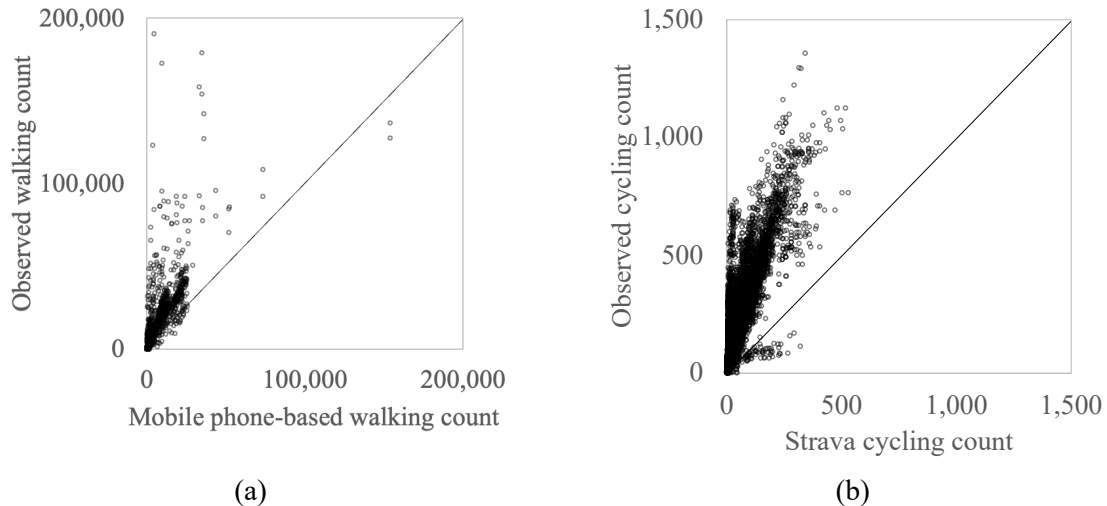 200,000
100,000
0
Observed walking count
0
100,000
200,000
Mobile phone-based walking count
(a)
1,500
1,000
500
0
Observed cycling count
0
500
1,000
1,500
Strava cycling count
(b)